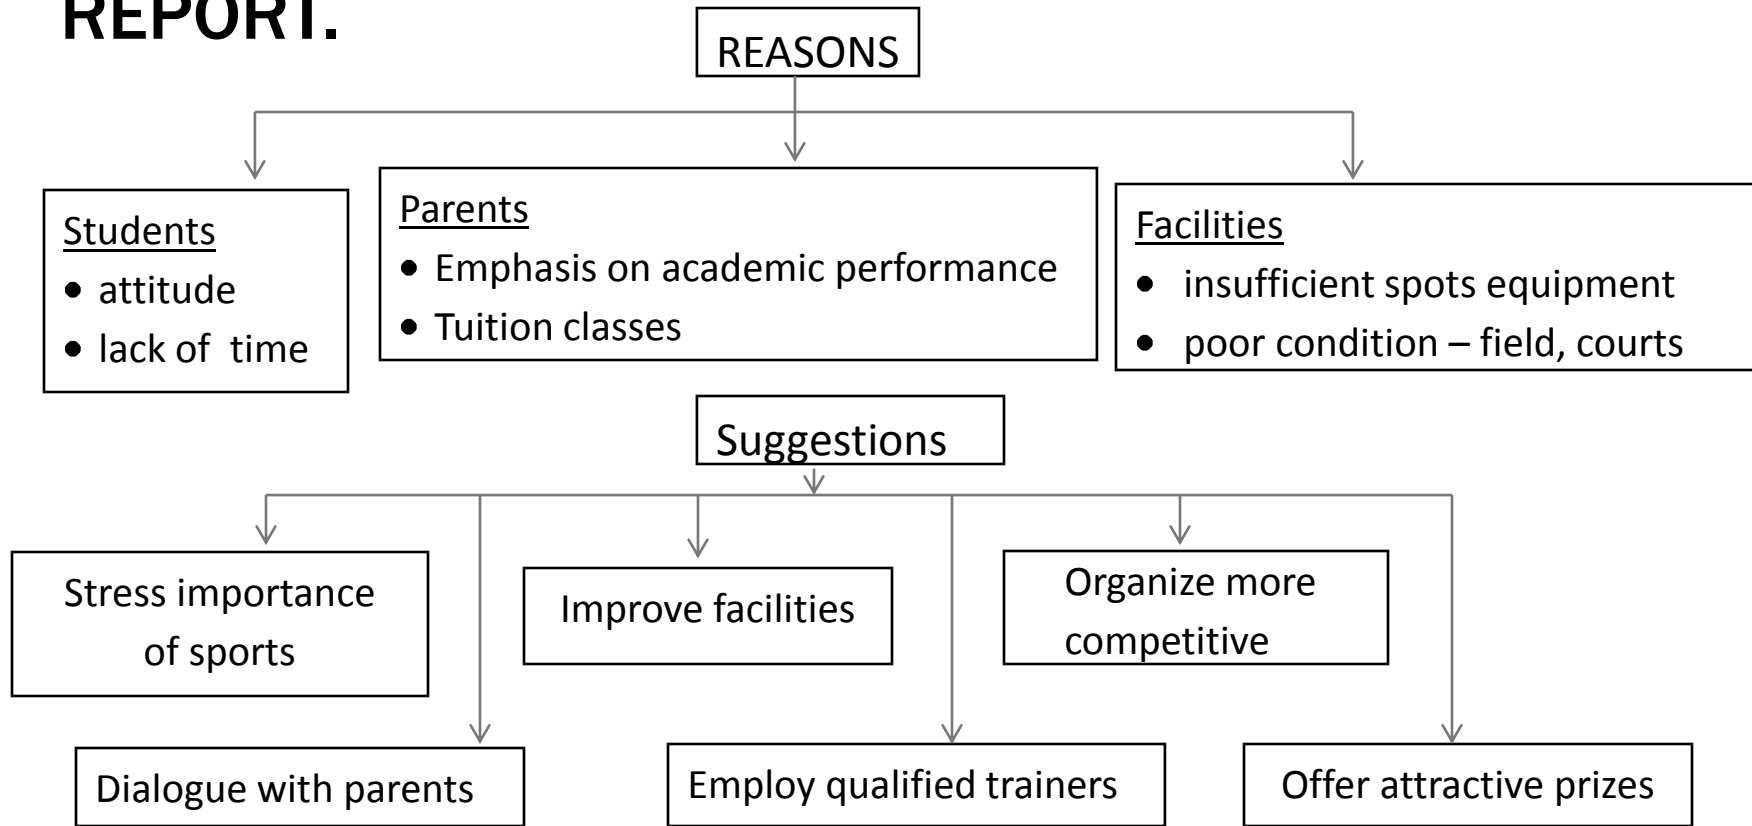 REPORT.
REASONS
Students
• attitude
• lack of time
Parents
• Emphasis on academic performance
• Tuition classes
Facilities
• insufficient spots equipment
• poor condition – field, courts
Suggestions
Stress importance
of sports
Improve facilities
Organize more
competitive
Dialogue with parents
Employ qualified trainers
Offer attractive prizes